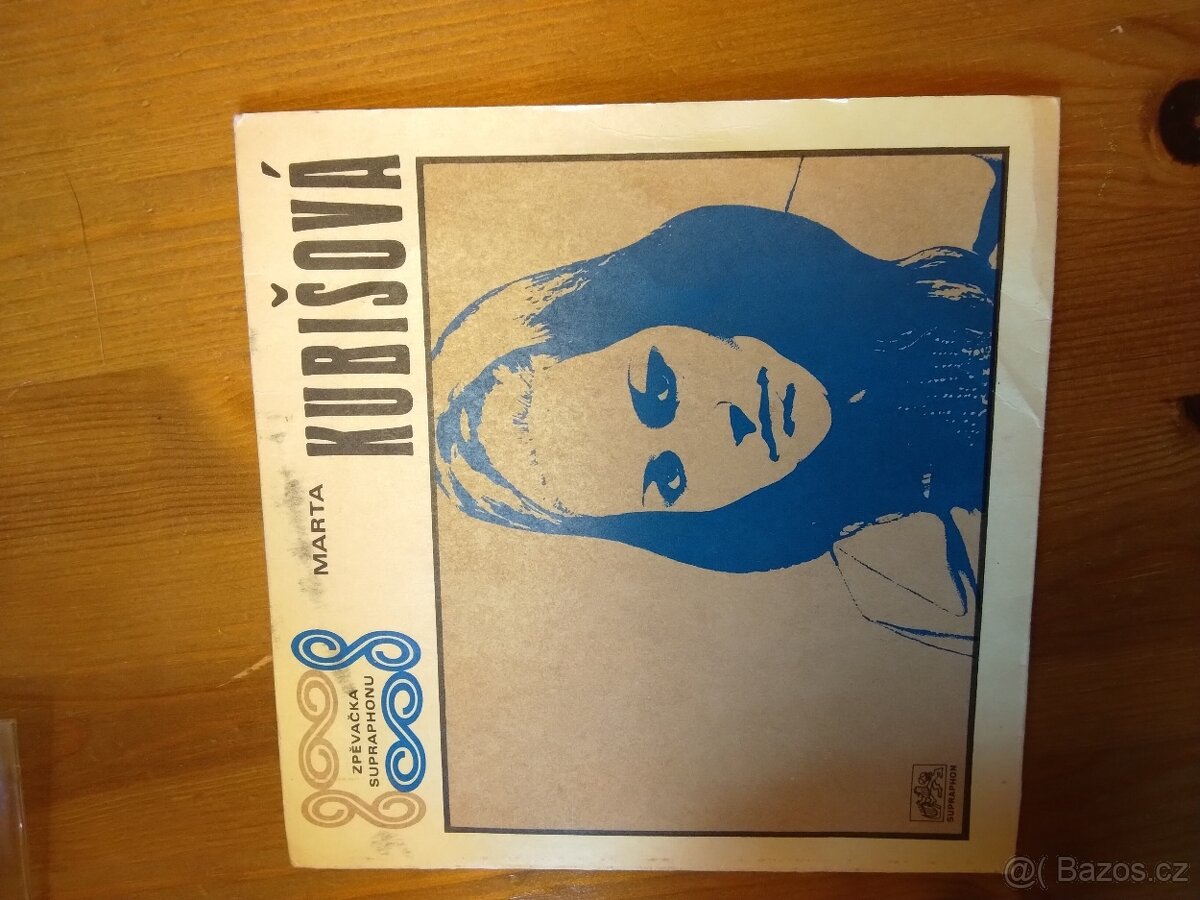 ZPĚVAČKA
SUPRAPHONU
MARTA
KUBIŠOVÁ
SUPRAPHON
@( Bazos.cz